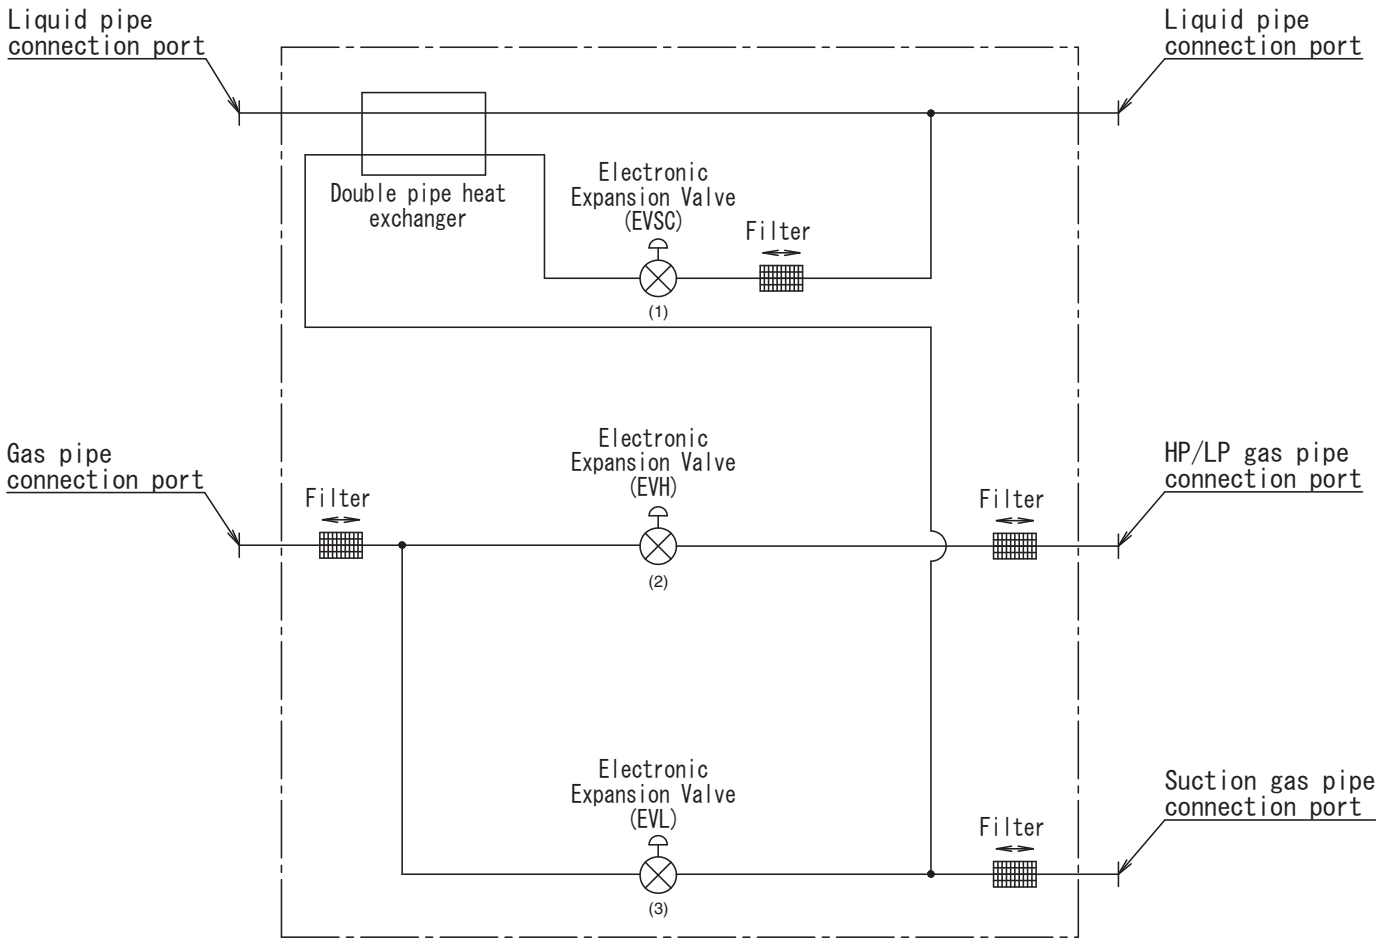 Liquid pipe
connection port
Liquid pipe
connection port
Double pipe heat
exchanger
Electronic
Expansion Valve
(EVSC)
Filter
(1)
Gas pipe
connection port
Filter
Electronic
Expansion Valve
(EVH)
(2)
Filter
HP/LP gas pipe
connection port
Electronic
Expansion Valve
(EVL)
(3)
Filter
Suction gas pipe
connection port